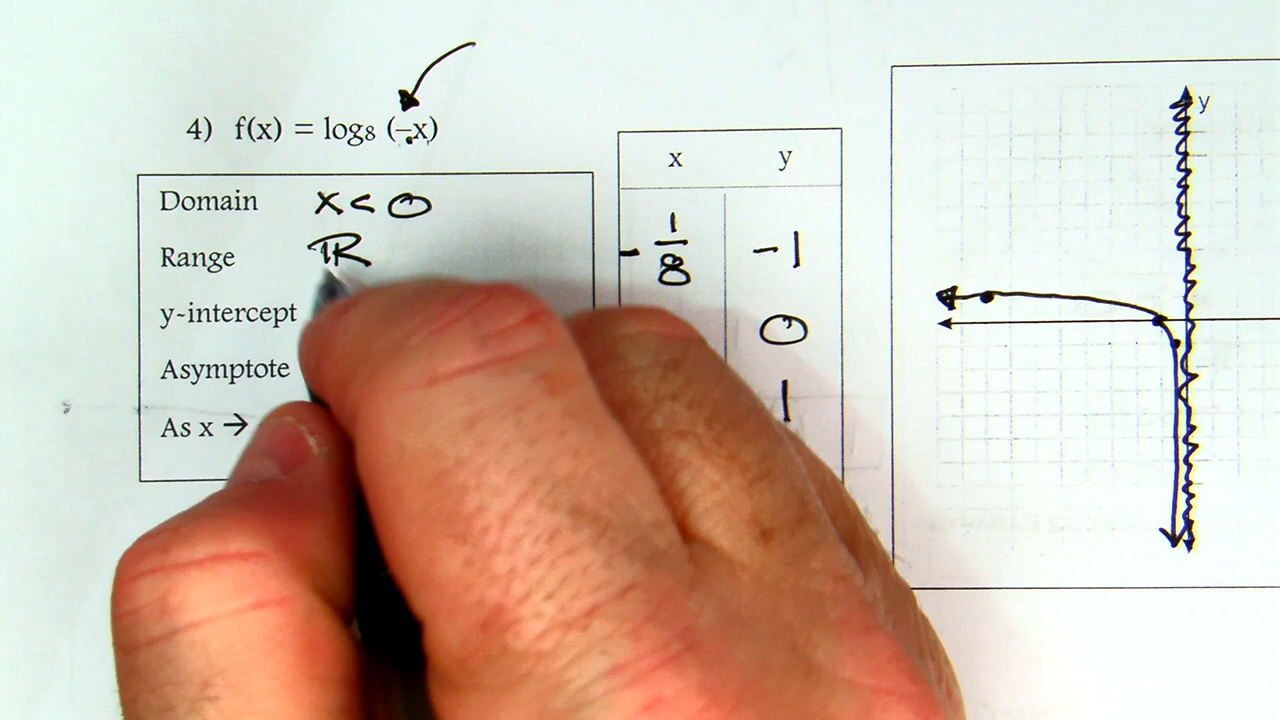 4) f(x) = log₈ (-x)
x y
Domain x < 0
Range ℝ
y-intercept
Asymptote
As x →
- 1/8 -1
0
1
y